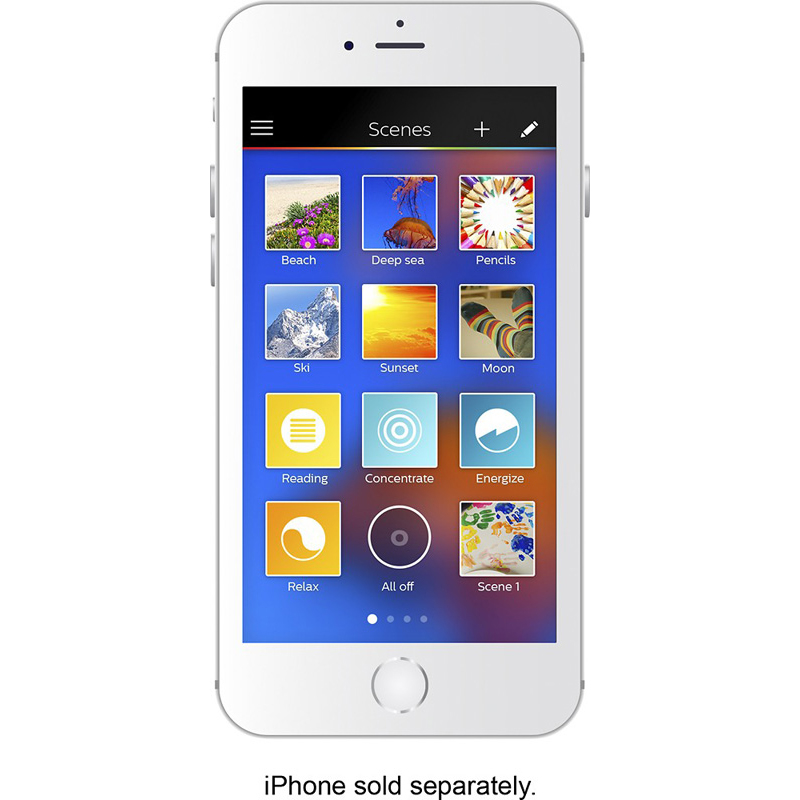 Scenes
Beach Deep sea Pencils
Ski Sunset Moon
Reading Concentrate Energize
Relax All off Scene 1
iPhone sold separately.